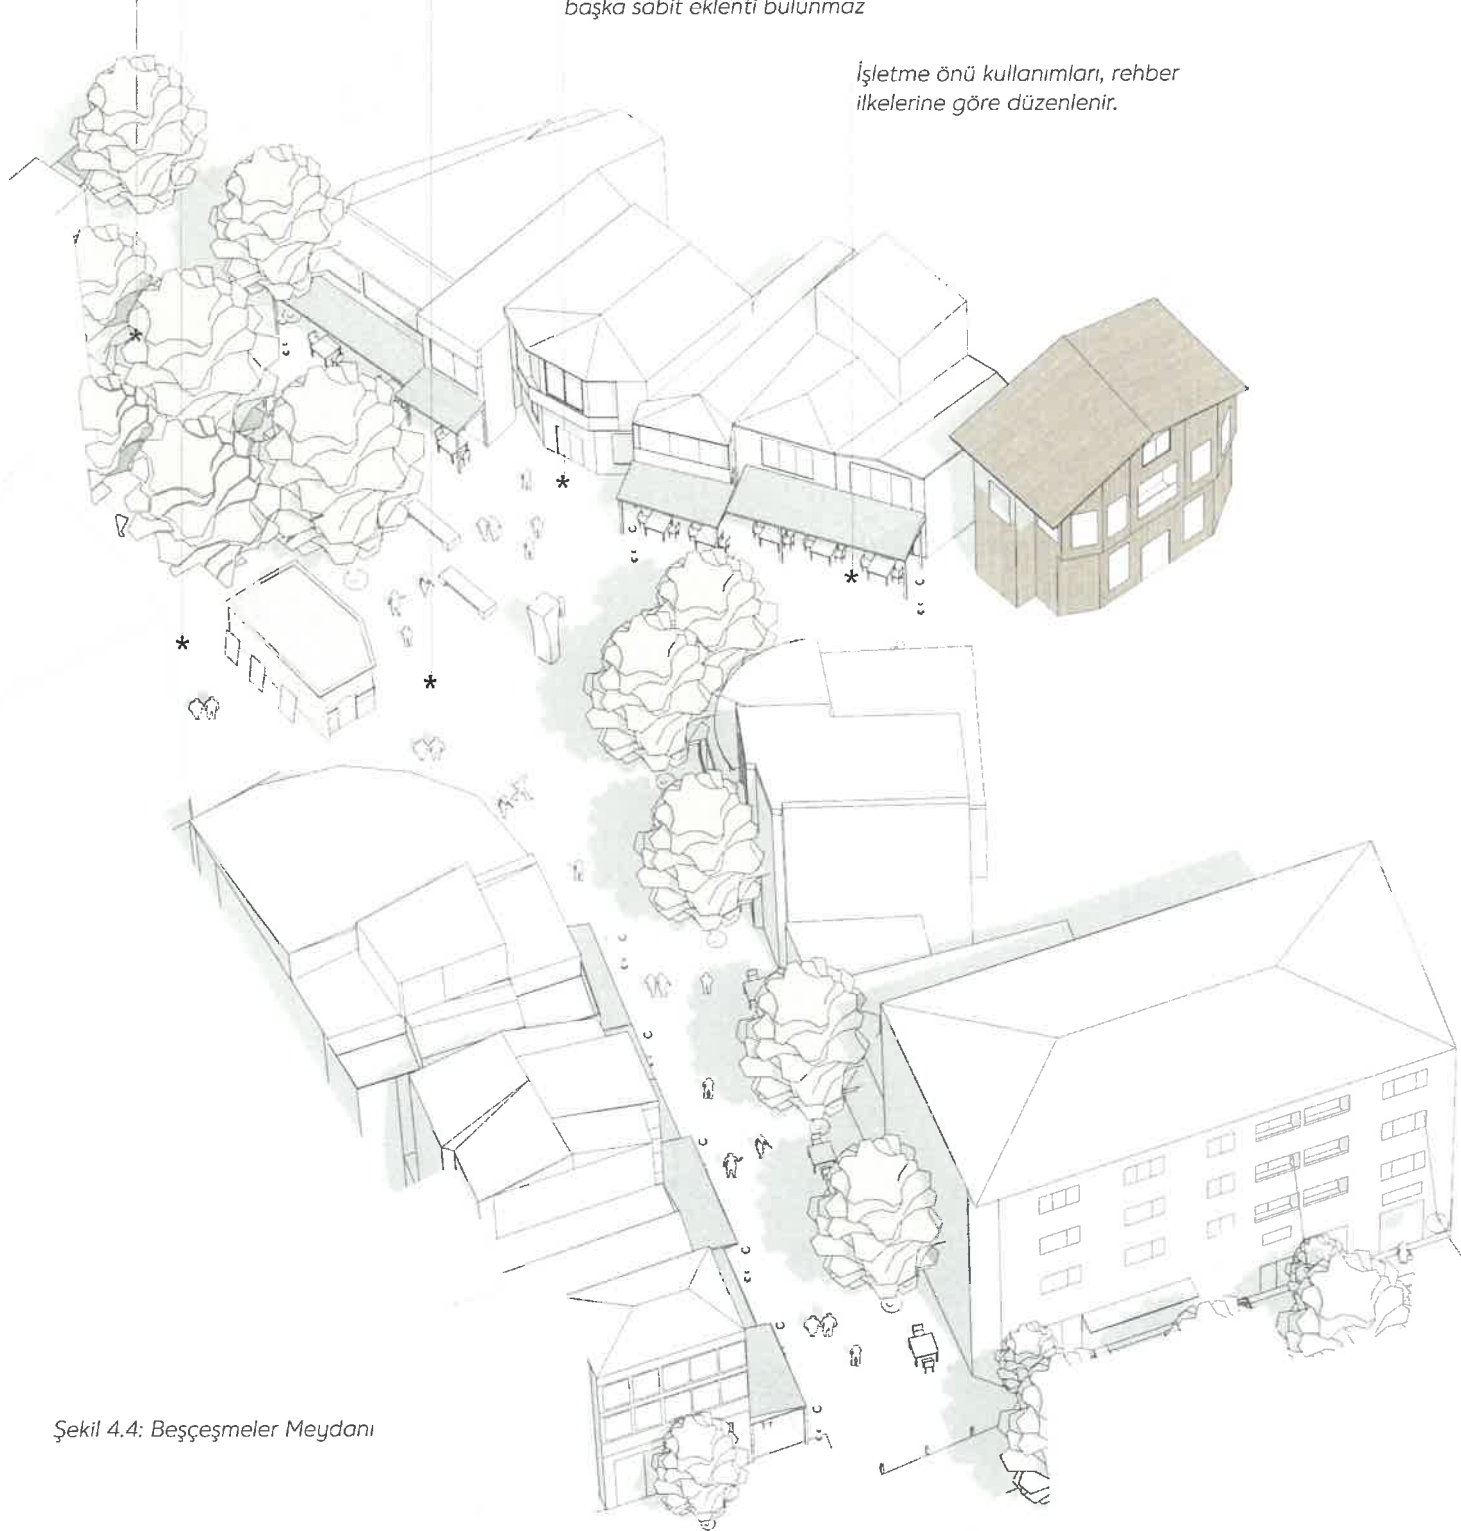 başka sabit eklenti bulunmaz
İşletme önü kullanımları, rehber
ilkelerine göre düzenlenir.
*
*
*
*
*
Şekil 4.4: Beşçeşmeler Meydanı